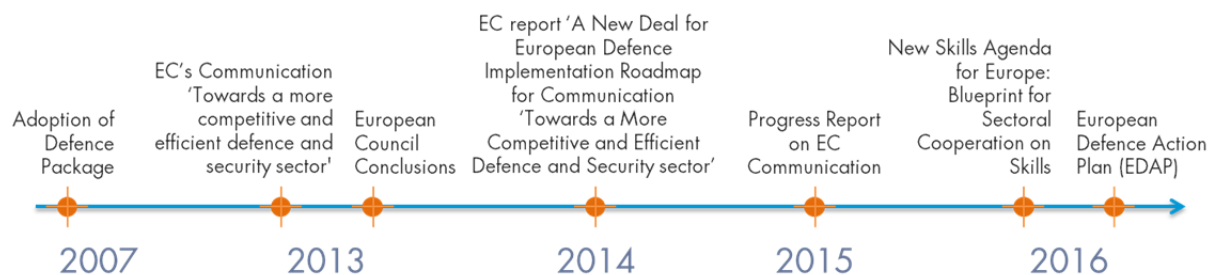 Adoption of
Defence
Package
EC's Communication
‘Towards a more
competitive and
efficient defence and
security sector'
European
Council
Conclusions
EC report ‘A New Deal for
European Defence
Implementation Roadmap
for Communication
‘Towards a More
Competitive and Efficient
Defence and Security sector’
Progress Report
on EC
Communication
New Skills Agenda
for Europe:
Blueprint for
Sectoral
Cooperation on
Skills
European
Defence Action
Plan (EDAP)
2007
2013
2014
2015
2016